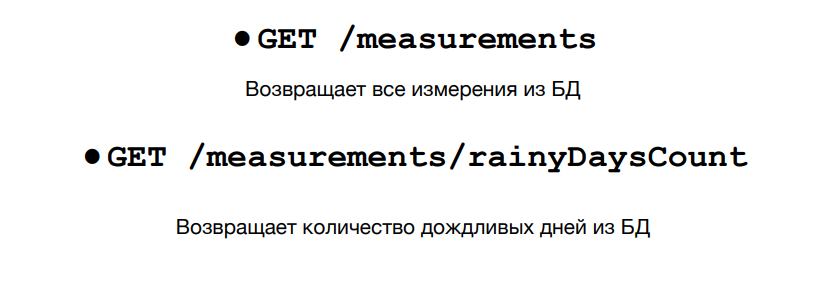 • GET /measurements
Возвращает все измерения из БД
• GET /measurements/rainyDaysCount
Возвращает количество дождливых дней из БД